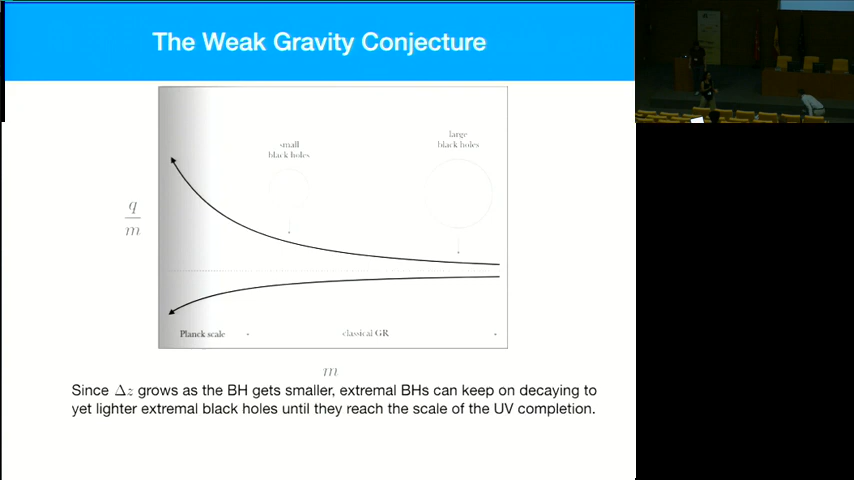 The Weak Gravity Conjecture
small
black holes
large
black holes
q
m
Planck scale
classical GR
m
Since Δz grows as the BH gets smaller, extremal BHs can keep on decaying to
yet lighter extremal black holes until they reach the scale of the UV completion.